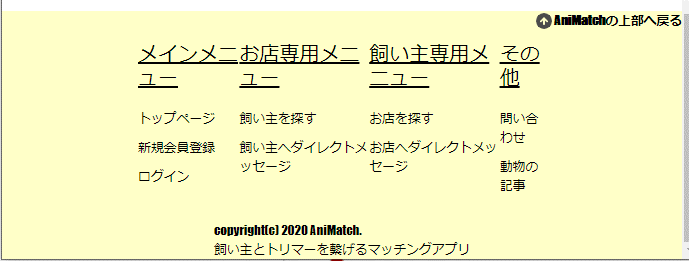 AniMatchの上部へ戻る
メインメニ
ュー
お店専用メニ
ュー
飼い主専用メ
ニュー
その
他
トップページ
新規会員登録
ログイン
飼い主を探す
飼い主へダイレクトメ
ッセージ
お店を探す
お店へダイレクトメッ
セージ
問い合
わせ
動物の
記事
copyright(c) 2020 AniMatch.
飼い主とトリマーを繋げるマッチングアプリ